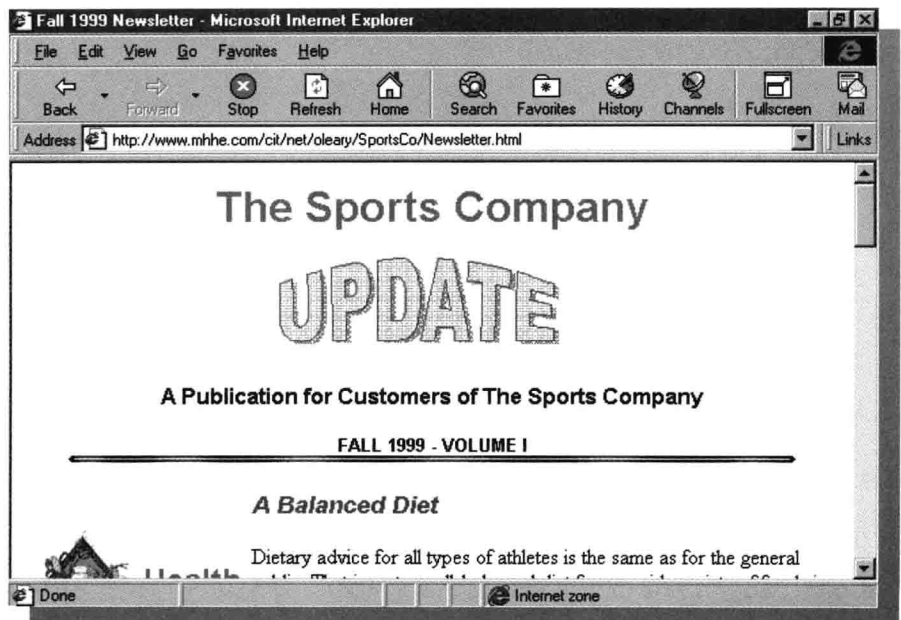 Fall 1999 Newsletter - Microsoft Internet Explorer
File Edit View Go Favorites Help
Back Forward Stop Refresh Home Search Favorites History Channels Fullscreen Mail
Address http://www.mhhe.com/cit/net/oleary/SportsCo/Newsletter.html Links
The Sports Company
UPDATE
A Publication for Customers of The Sports Company
FALL 1999 - VOLUME I
A Balanced Diet
Dietary advice for all types of athletes is the same as for the general
Health
Done Internet zone